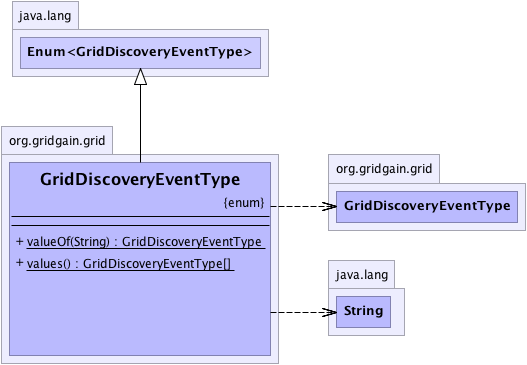 java.lang
Enum<GridDiscoveryEventType>
org.gridgain.grid
GridDiscoveryEventType
{enum}
+ valueOf(String) : GridDiscoveryEventType
+ values() : GridDiscoveryEventType[]
org.gridgain.grid
GridDiscoveryEventType
java.lang
String